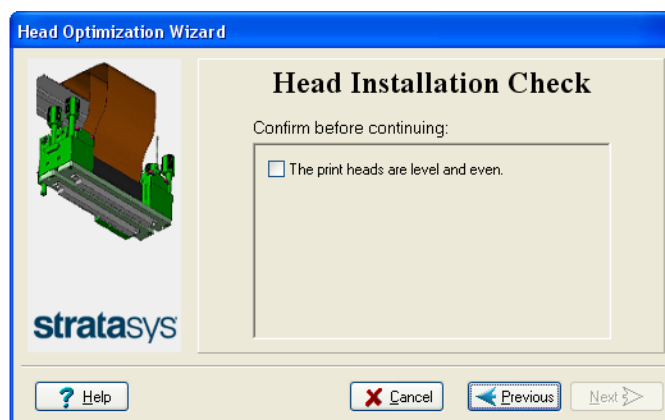 Head Optimization Wizard
Head Installation Check
Confirm before continuing:
The print heads are level and even.
stratasys
? Help
Cancel
Previous
Next